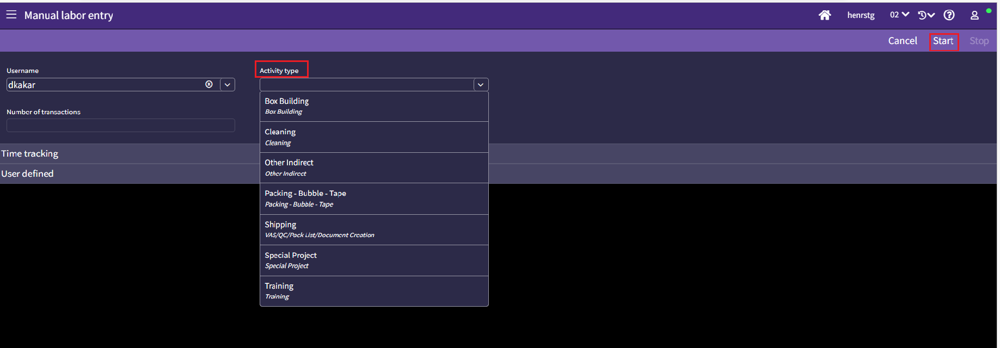 Manual labor entry
henrstg
02
Cancel Start Stop
Username
dkakar
Activity type
Number of transactions
Box Building
Box Building
Cleaning
Cleaning
Other Indirect
Other Indirect
Packing - Bubble - Tape
Packing - Bubble - Tape
Shipping
VAS/QC/Pack List/Document Creation
Special Project
Special Project
Training
Training
Time tracking
User defined